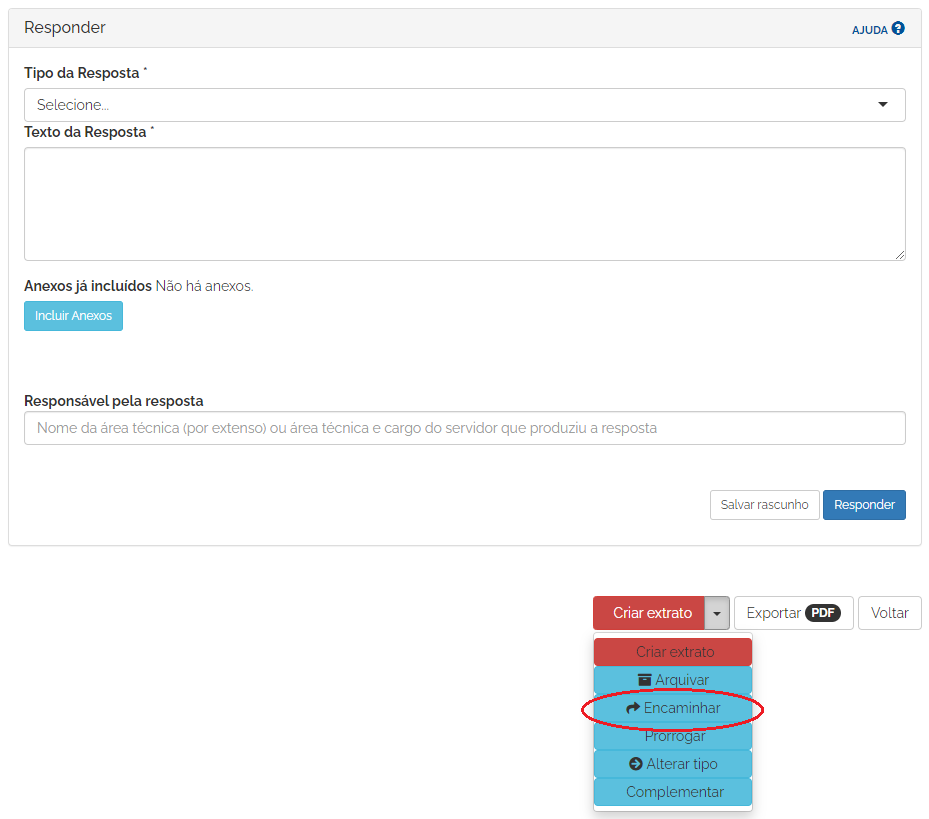 Responder
AJUDA ?
Tipo da Resposta *
Selecione...
Texto da Resposta *
Anexos já incluídos Não há anexos.
Incluir Anexos
Responsável pela resposta
Nome da área técnica (por extenso) ou área técnica e cargo do servidor que produziu a resposta
Salvar rascunho Responder
Criar extrato Exportar PDF Voltar
Criar extrato
Arquivar
Encaminhar
Prorrogar
Alterar tipo
Complementar